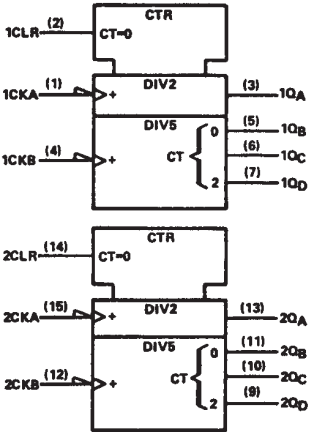 CTR
(2)
1CLR CT=0
DIV2
(1) (3)
1CKA + 1QA
DIV5
0 (5) 1QB
(4) (6)
1CKB + CT 1QC
(7)
2 1QD
CTR
(14)
2CLR CT=0
DIV2
(15) (13)
2CKA + 2QA
DIV5
0 (11) 2QB
(12) (10)
2CKB + CT 2QC
(9)
2 2QD